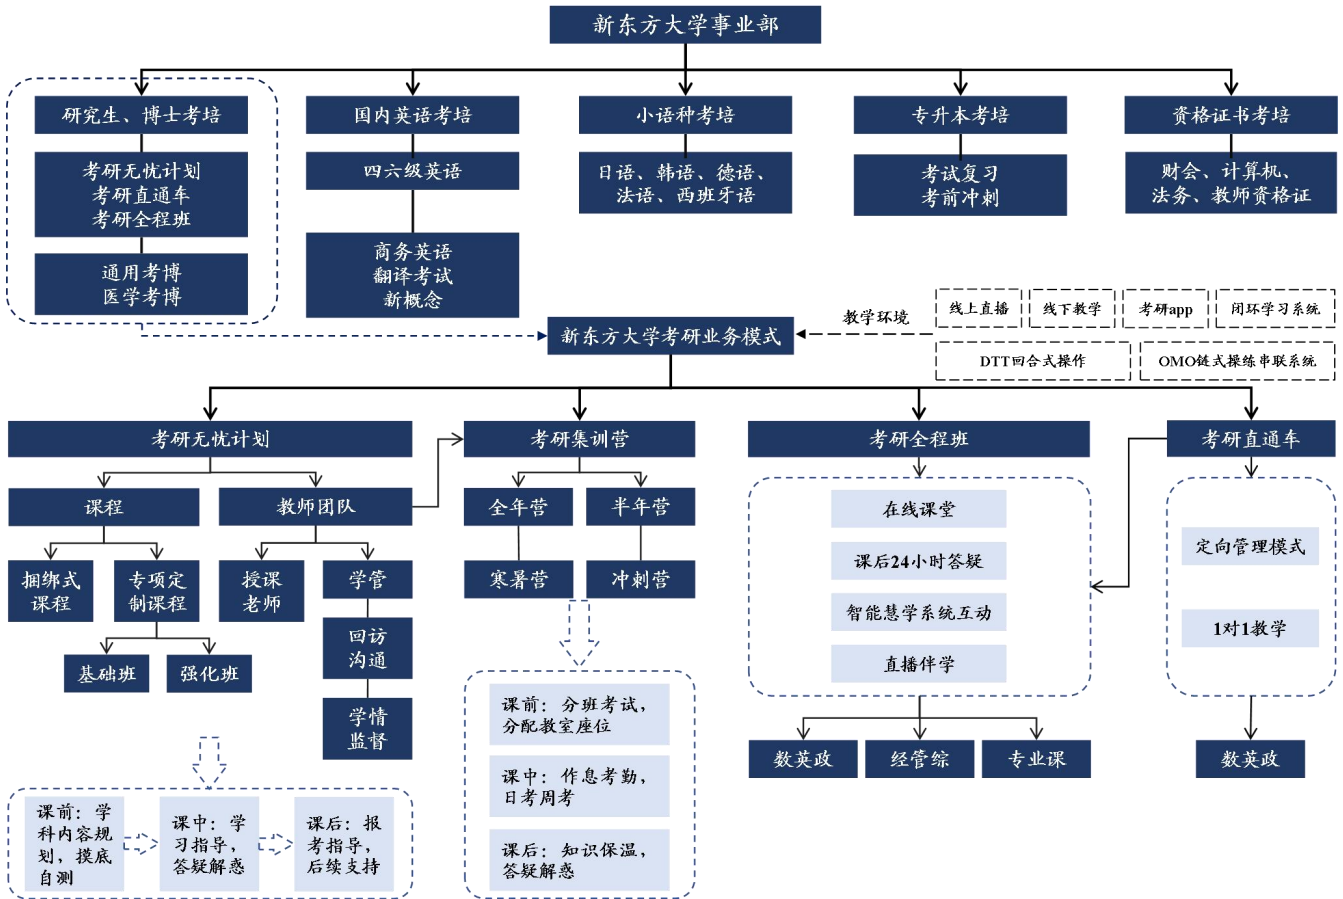 新东方大学事业部
研究生、博士考培
国内英语考培
小语种考培
专升本考培
资格证书考培
考研无忧计划
考研直通车
考研全程班
四六级英语
日语、韩语、德语、
法语、西班牙语
考试复习
考前冲刺
财会、计算机、
法务、教师资格证
通用考博
医学考博
商务英语
翻译考试
新概念
新东方大学考研业务模式
教学环境
线上直播
线下教学
考研app
闭环学习系统
DTT回合式操作
OMO链式操练串联系统
考研无忧计划
考研集训营
考研全程班
考研直通车
课程
教师团队
全年营
半年营
寒暑营
冲刺营
捆绑式
课程
专项定
制课程
授课
老师
学管
基础班
强化班
回访
沟通
学情
监督
在线课堂
课后24小时答疑
智能慧学系统互动
直播伴学
定向管理模式
1对1教学
课前：分班考试，
分配教室座位
课中：作息考勤，
日考周考
课后：知识保温，
答疑解惑
数英政
经管综
专业课
数英政
课前：学
科内容规
划，摸底
自测
课中：学
习指导，
答疑解惑
课后：报
考指导，
后续支持